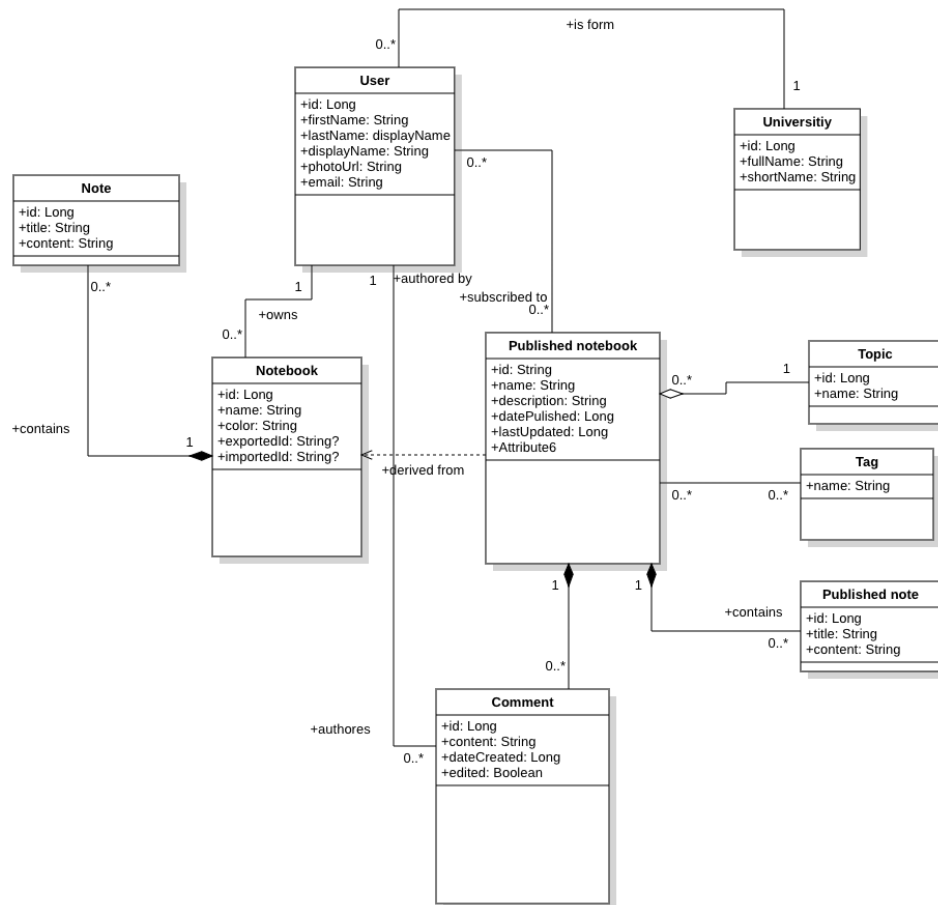 +is form
0..*
1
User
+id: Long
+firstName: String
+lastName: displayName
+displayName: String
+photoUrl: String
+email: String
Universitiy
+id: Long
+fullName: String
+shortName: String
0..*
Note
+id: Long
+title: String
+content: String
0..*
1
1
+authored by
+subscribed to
0..*
+owns
0..*
Notebook
+id: Long
+name: String
+color: String
+exportedId: String?
+importedId: String?
+contains
1
+derived from
Published notebook
+id: String
+name: String
+description: String
+datePulished: Long
+lastUpdated: Long
+Attribute6
0..*
1
Topic
+id: Long
+name: String
Tag
+name: String
0..*
0..*
1
1
+contains
0..*
Published note
+id: Long
+title: String
+content: String
0..*
+authores
0..*
Comment
+id: Long
+content: String
+dateCreated: Long
+edited: Boolean